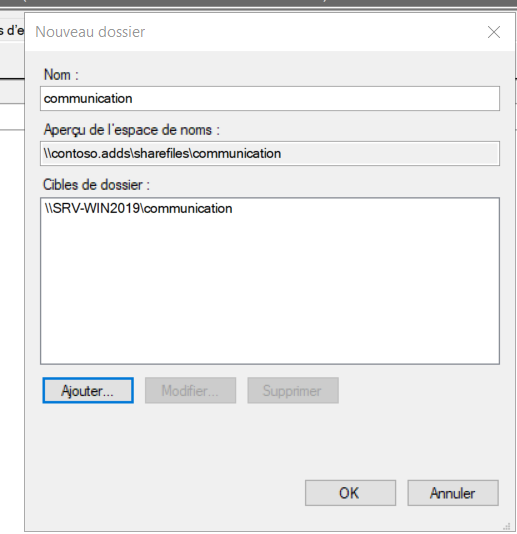 s d'e
Nouveau dossier
Nom :
communication
Aperçu de l'espace de noms :
\\contoso.adds\sharefiles\communication
Cibles de dossier :
\\SRV-WIN2019\communication
Ajouter... Modifier... Supprimer
OK Annuler